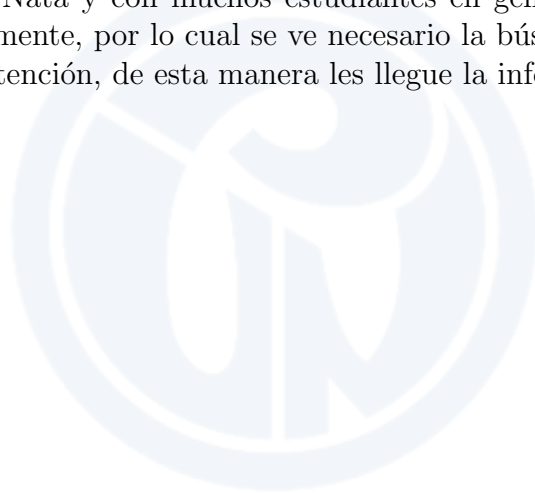 Nata y con muchos estudiantes en gen
mente, por lo cual se ve necesario la bús
tención, de esta manera les llegue la info